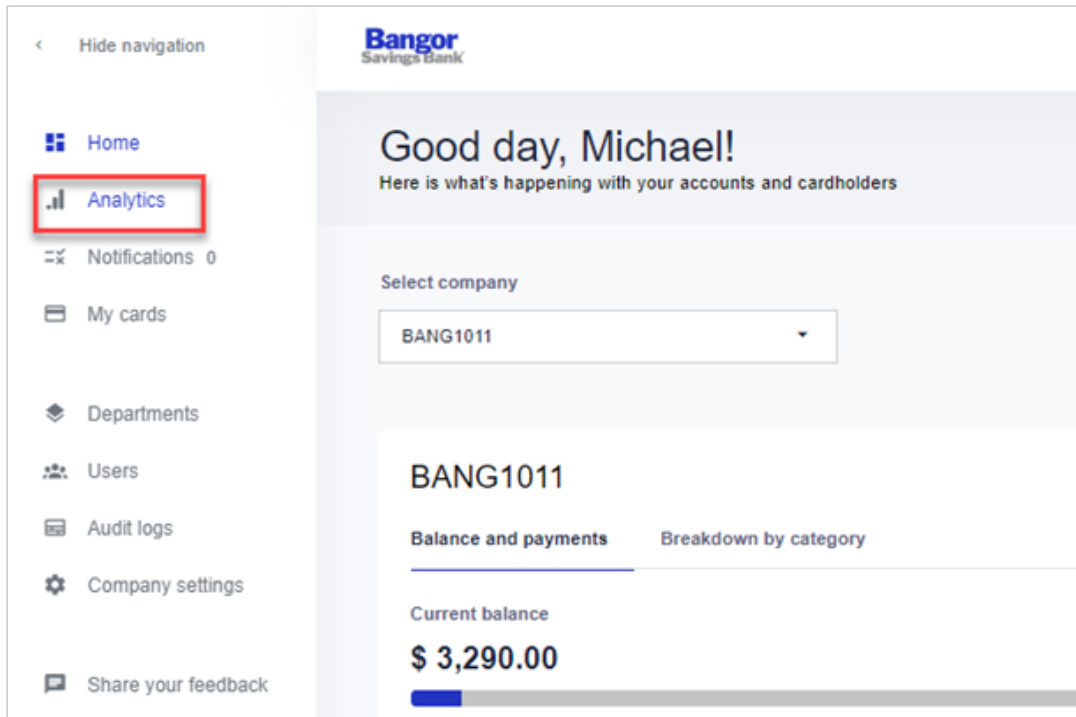 Hide navigation
Bangor
Savings Bank
Home
Analytics
Notifications 0
My cards
Departments
Users
Audit logs
Company settings
Share your feedback
Good day, Michael!
Here is what's happening with your accounts and cardholders
Select company
BANG1011
BANG1011
Balance and payments
Breakdown by category
Current balance
$ 3,290.00